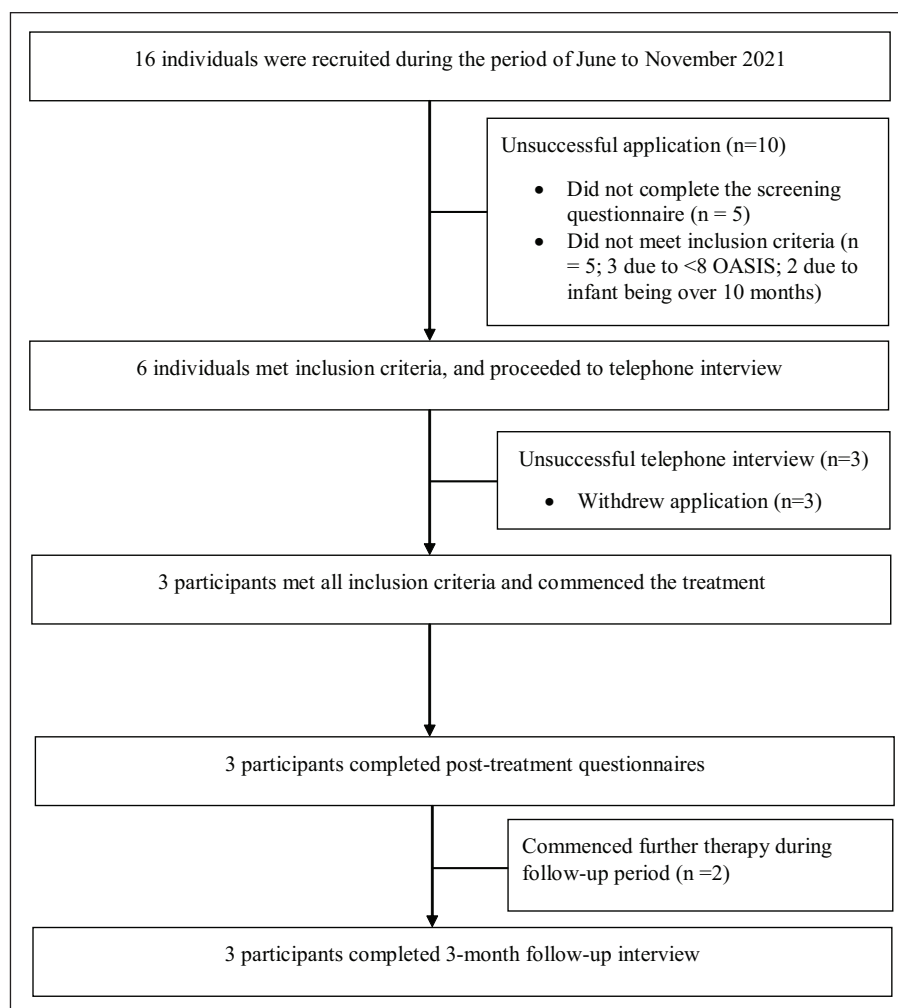 16 individuals were recruited during the period of June to November 2021
Unsuccessful application (n=10)
• Did not complete the screening
questionnaire (n = 5)
• Did not meet inclusion criteria (n
= 5; 3 due to <8 OASIS; 2 due to
infant being over 10 months)
6 individuals met inclusion criteria, and proceeded to telephone interview
Unsuccessful telephone interview (n=3)
• Withdrew application (n=3)
3 participants met all inclusion criteria and commenced the treatment
3 participants completed post-treatment questionnaires
Commenced further therapy during
follow-up period (n =2)
3 participants completed 3-month follow-up interview